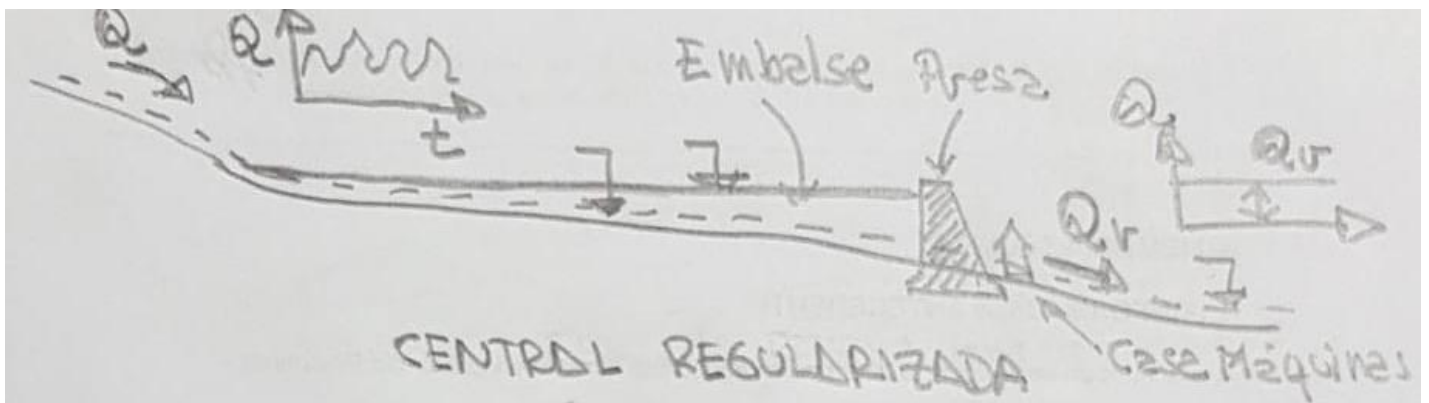 Q
Q
t
Embalse
Presa
Q
Qr
Qr
CENTRAL REGULARIZADA
Casa Máquinas